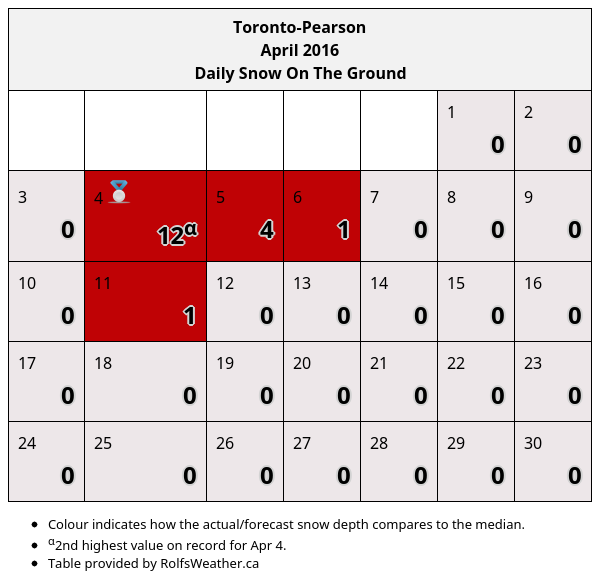 Toronto-Pearson
April 2016
Daily Snow On The Ground
1 2
0 0
3 4 5 6 7 8 9
0 12α 4 1 0 0 0
10 11 12 13 14 15 16
0 1 0 0 0 0 0
17 18 19 20 21 22 23
0 0 0 0 0 0 0
24 25 26 27 28 29 30
0 0 0 0 0 0 0
• Colour indicates how the actual/forecast snow depth compares to the median.
• α2nd highest value on record for Apr 4.
• Table provided by RolfsWeather.ca